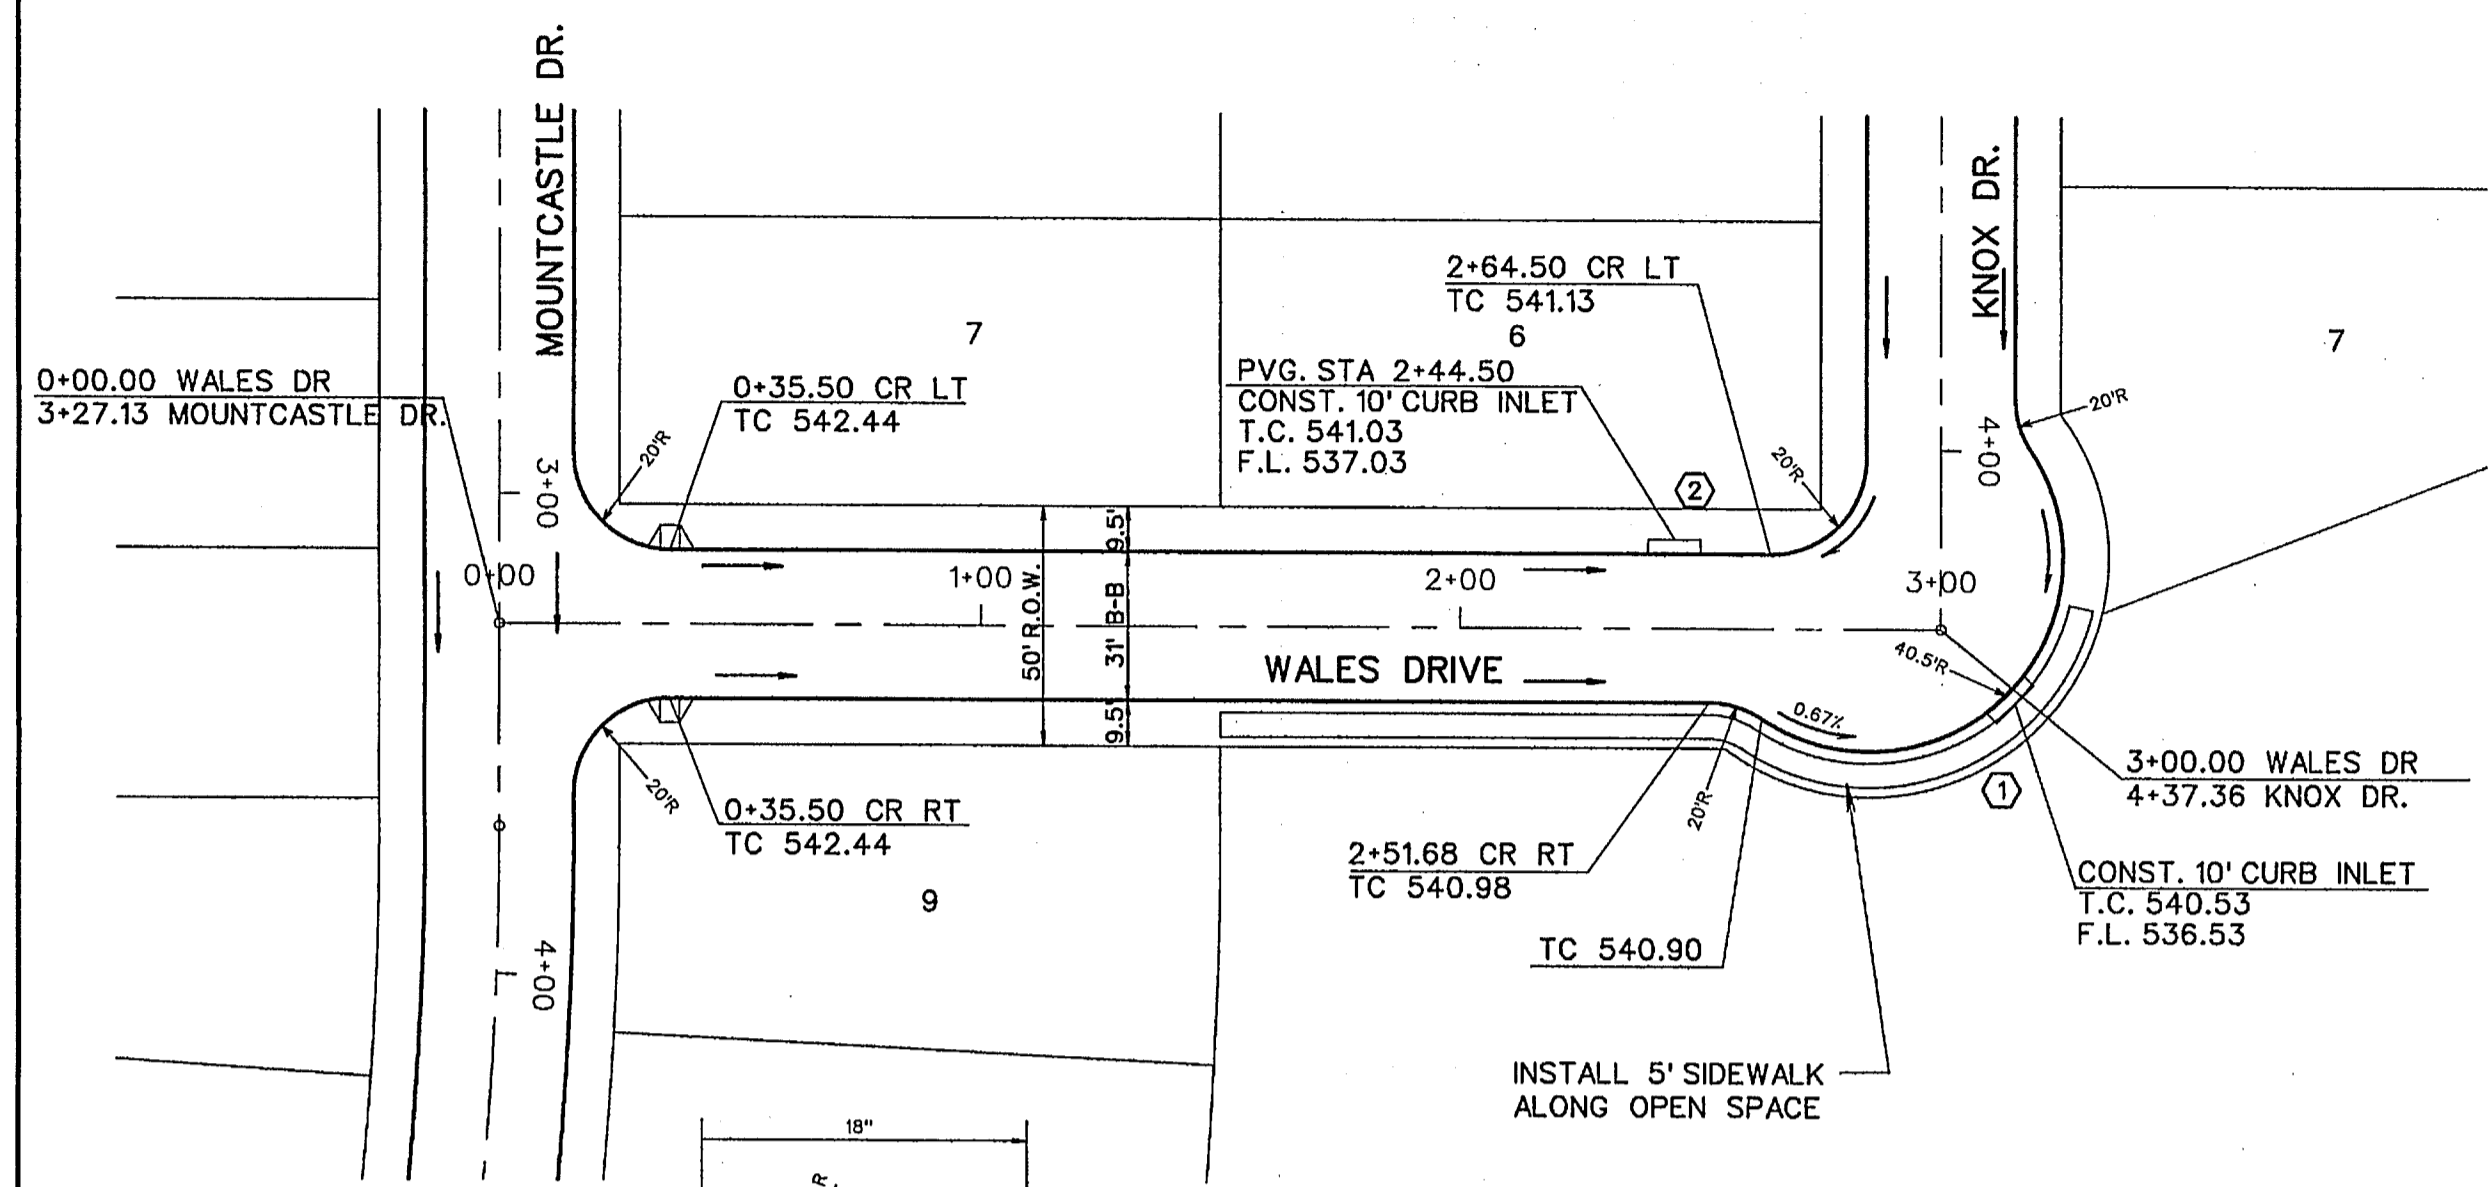 MOUNTCASTLE DR.
KNOX DR.
0+00.00 WALES DR
3+27.13 MOUNTCASTLE DR.
0+35.50 CR LT
TC 542.44
7
2+64.50 CR LT
TC 541.13
6
PVG. STA 2+44.50
CONST. 10' CURB INLET
T.C. 541.03
F.L. 537.03
2
7
20'R
20'R
20'R
3+00
4+00
0+00
1+00
2+00
3+00
9.5'
50' R.O.W.
31' B-B
9.5'
WALES DRIVE
40.5'R
0.67%
20'R
20'R
0+35.50 CR RT
TC 542.44
9
4+00
2+51.68 CR RT
TC 540.98
TC 540.90
1
3+00.00 WALES DR
4+37.36 KNOX DR.
CONST. 10' CURB INLET
T.C. 540.53
F.L. 536.53
INSTALL 5' SIDEWALK
ALONG OPEN SPACE
18"